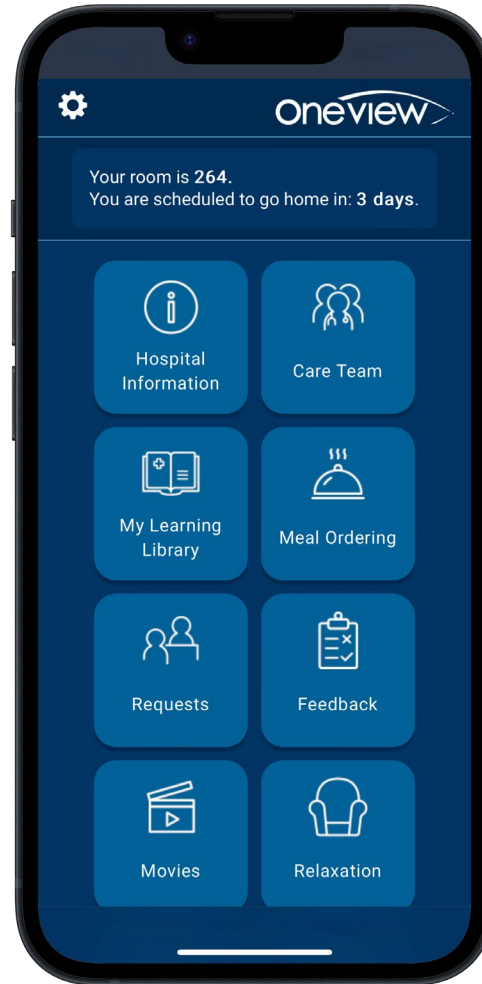 Oneview
Your room is 264.
You are scheduled to go home in: 3 days.
Hospital
Information
Care Team
My Learning
Library
Meal Ordering
Requests
Feedback
Movies
Relaxation